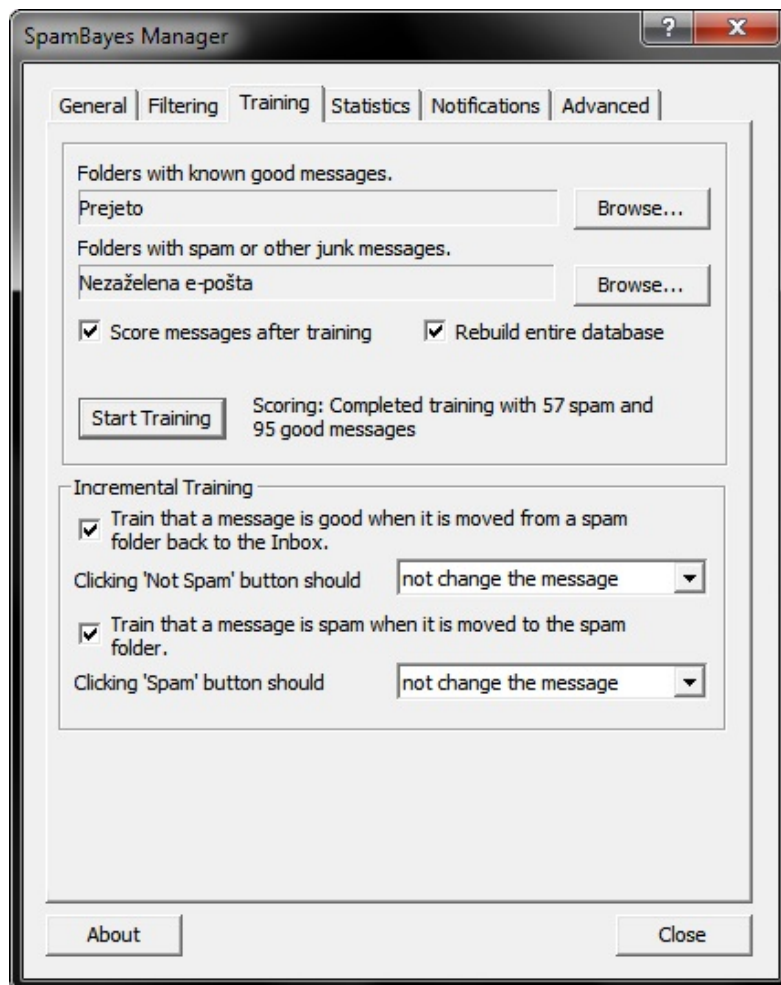 SpamBayes Manager
General
Filtering
Training
Statistics
Notifications
Advanced
Folders with known good messages.
Prejeto
Browse...
Folders with spam or other junk messages.
Nezaželena e-pošta
Browse...
Score messages after training
Rebuild entire database
Start Training
Scoring: Completed training with 57 spam and
95 good messages
Incremental Training
Train that a message is good when it is moved from a spam
folder back to the Inbox.
Clicking 'Not Spam' button should
not change the message
Train that a message is spam when it is moved to the spam
folder.
Clicking 'Spam' button should
not change the message
About
Close